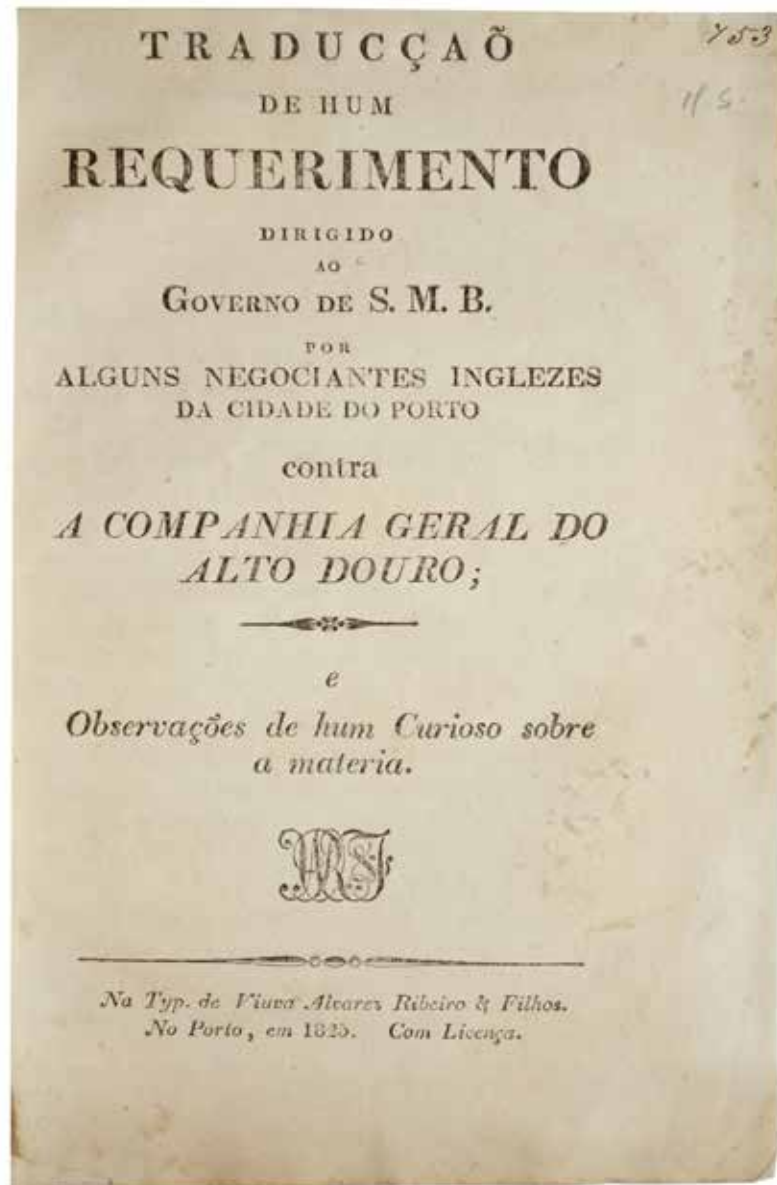 TRADUCÇAÕ
DE HUM
REQUERIMENTO
DIRIGIDO
AO
GOVERNO DE S. M. B.
POR
ALGUNS NEGOCIANTES INGLEZES
DA CIDADE DO PORTO
contra
A COMPANHIA GERAL DO
ALTO DOURO;
e
Observações de hum Curioso sobre
a materia.
Na Typ. de Viuva Alvarez Ribeiro & Filhos.
No Porto, em 1825. Com Licença.